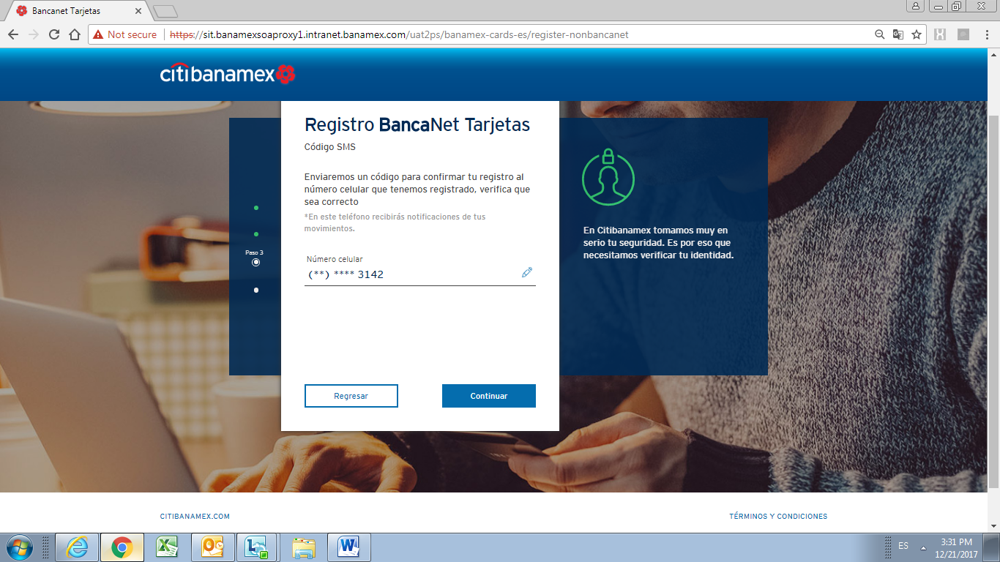 Bancanet Tarjetas
Not secure
https://sit.banamexsoaproxy1.intranet.banamex.com/uat2ps/banamex-cards-es/register-nonbancanet
citibanamex
Registro BancaNet Tarjetas
Código SMS
Enviaremos un código para confirmar tu registro al
número celular que tenemos registrado, verifica que
sea correcto
*En este teléfono recibirás notificaciones de tus
movimientos.
Paso 3
Número celular
(**) **** 3142
Regresar
Continuar
En Citibanamex tomamos muy en
serio tu seguridad. Es por eso que
necesitamos verificar tu identidad.
CITIBANAMEX.COM
TÉRMINOS Y CONDICIONES
ES
3:31 PM
12/21/2017